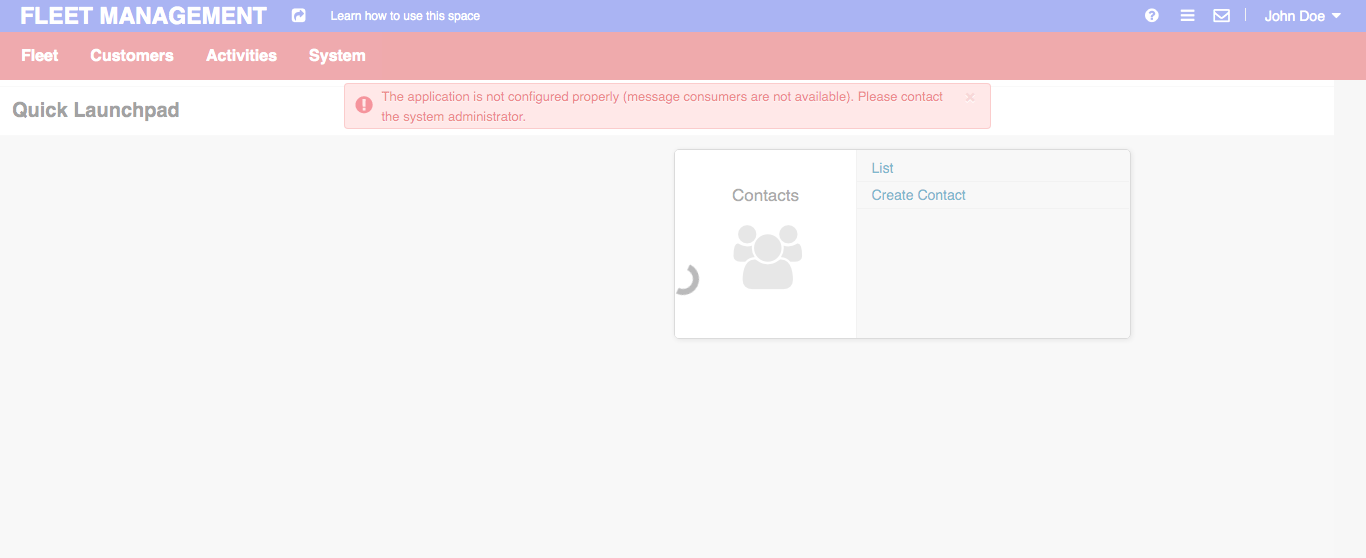 FLEET MANAGEMENT
Learn how to use this space
John Doe
Fleet
Customers
Activities
System
Quick Launchpad
The application is not configured properly (message consumers are not available). Please contact
the system administrator.
Contacts
List
Create Contact